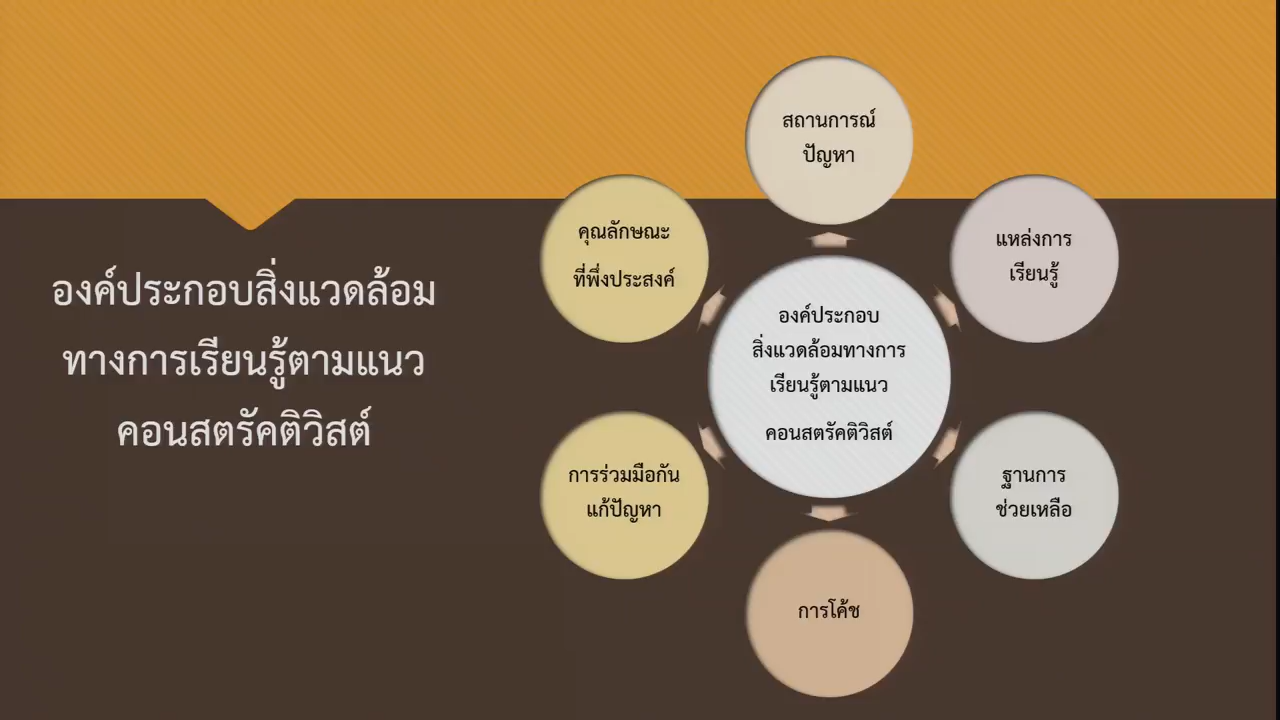 องค์ประกอบสิ่งแวดล้อม
ทางการเรียนรู้ตามแนว
คอนสตรัคติวิสต์
สถานการณ์
ปัญหา
แหล่งการ
เรียนรู้
ฐานการ
ช่วยเหลือ
การโค้ช
การร่วมมือกัน
แก้ปัญหา
คุณลักษณะ
ที่พึ่งประสงค์
องค์ประกอบ
สิ่งแวดล้อมทางการ
เรียนรู้ตามแนว
คอนสตรัคติวิสต์